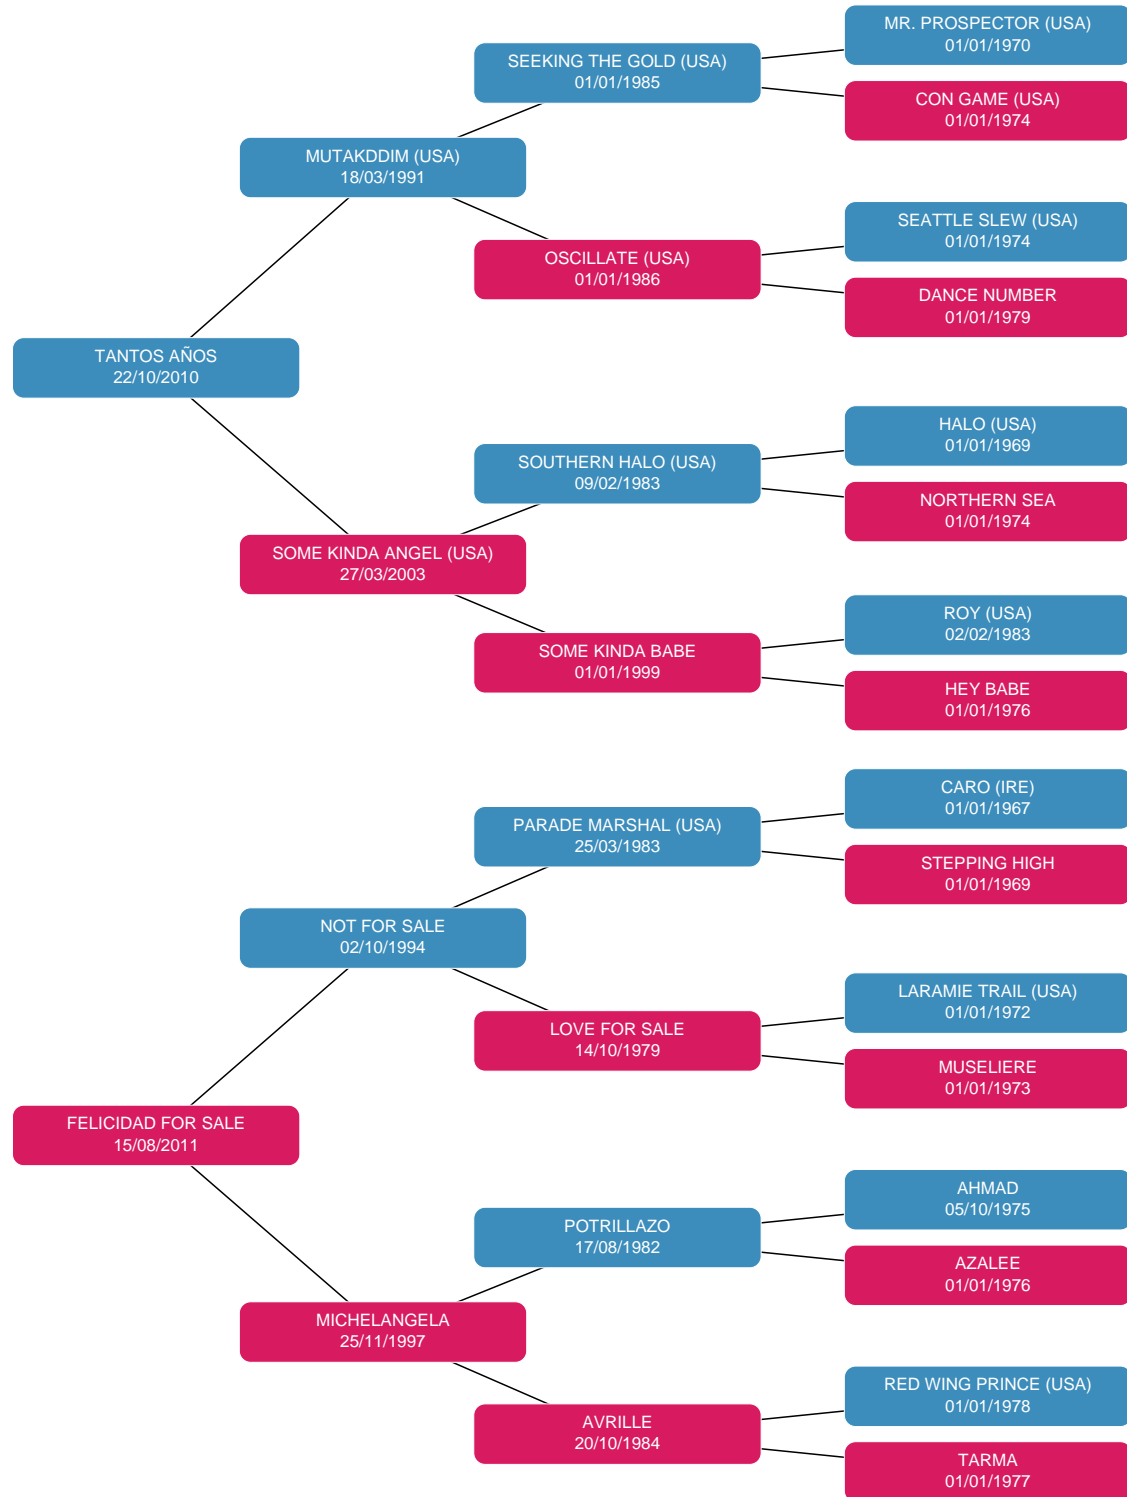 MR. PROSPECTOR (USA)
01/01/1970
SEEKING THE GOLD (USA)
01/01/1985
CON GAME (USA)
01/01/1974
MUTAKDDIM (USA)
18/03/1991
SEATTLE SLEW (USA)
01/01/1974
OSCILLATE (USA)
01/01/1986
DANCE NUMBER
01/01/1979
TANTOS AÑOS
22/10/2010
HALO (USA)
01/01/1969
SOUTHERN HALO (USA)
09/02/1983
NORTHERN SEA
01/01/1974
SOME KINDA ANGEL (USA)
27/03/2003
ROY (USA)
02/02/1983
SOME KINDA BABE
01/01/1999
HEY BABE
01/01/1976
CARO (IRE)
01/01/1967
PARADE MARSHAL (USA)
25/03/1983
STEPPING HIGH
01/01/1969
NOT FOR SALE
02/10/1994
LARAMIE TRAIL (USA)
01/01/1972
LOVE FOR SALE
14/10/1979
MUSELIERE
01/01/1973
FELICIDAD FOR SALE
15/08/2011
AHMAD
05/10/1975
POTRILLAZO
17/08/1982
AZALEE
01/01/1976
MICHELANGELA
25/11/1997
RED WING PRINCE (USA)
01/01/1978
AVRILLE
20/10/1984
TARMA
01/01/1977